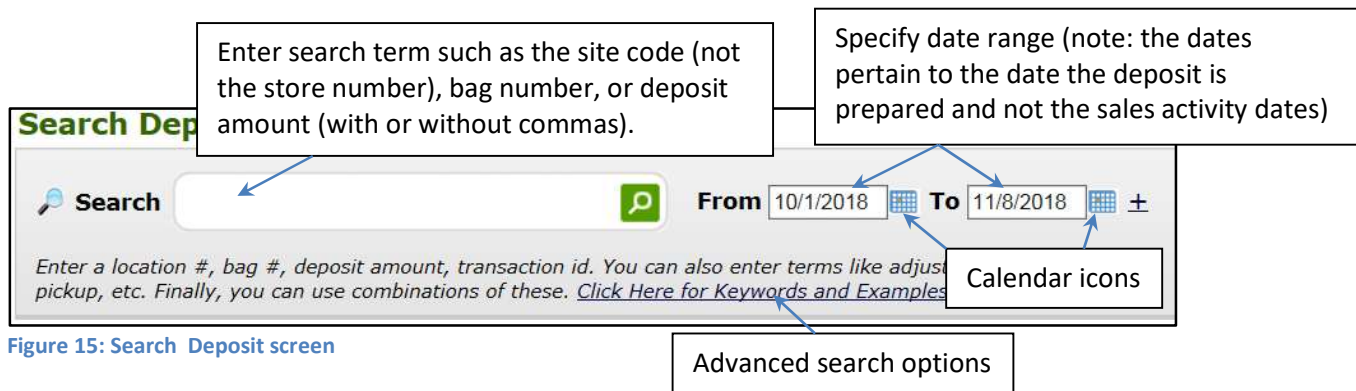 Enter search term such as the site code (not
the store number), bag number, or deposit
amount (with or without commas).
Specify date range (note: the dates
pertain to the date the deposit is
prepared and not the sales activity dates)
Search Dep
Search
From 10/1/2018 To 11/8/2018 +
Enter a location #, bag #, deposit amount, transaction id. You can also enter terms like adjust
pickup, etc. Finally, you can use combinations of these. Click Here for Keywords and Examples
Calendar icons
Figure 15: Search Deposit screen
Advanced search options